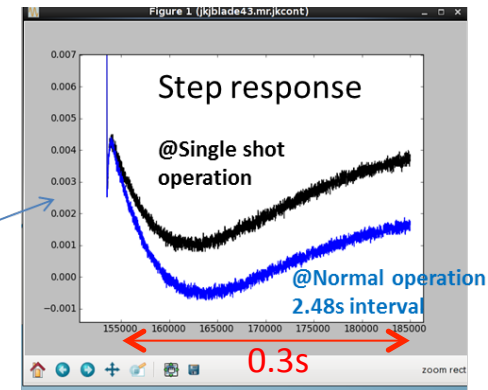 Figure 1 (jkjblade43.mr.jkcont)
0.007
0.006
0.005
0.004
0.003
0.002
0.001
0.000
−0.001
Step response
@Single shot
operation
@Normal operation
2.48s interval
155000 160000 165000 170000 175000 180000 185000
0.3s
zoom rect